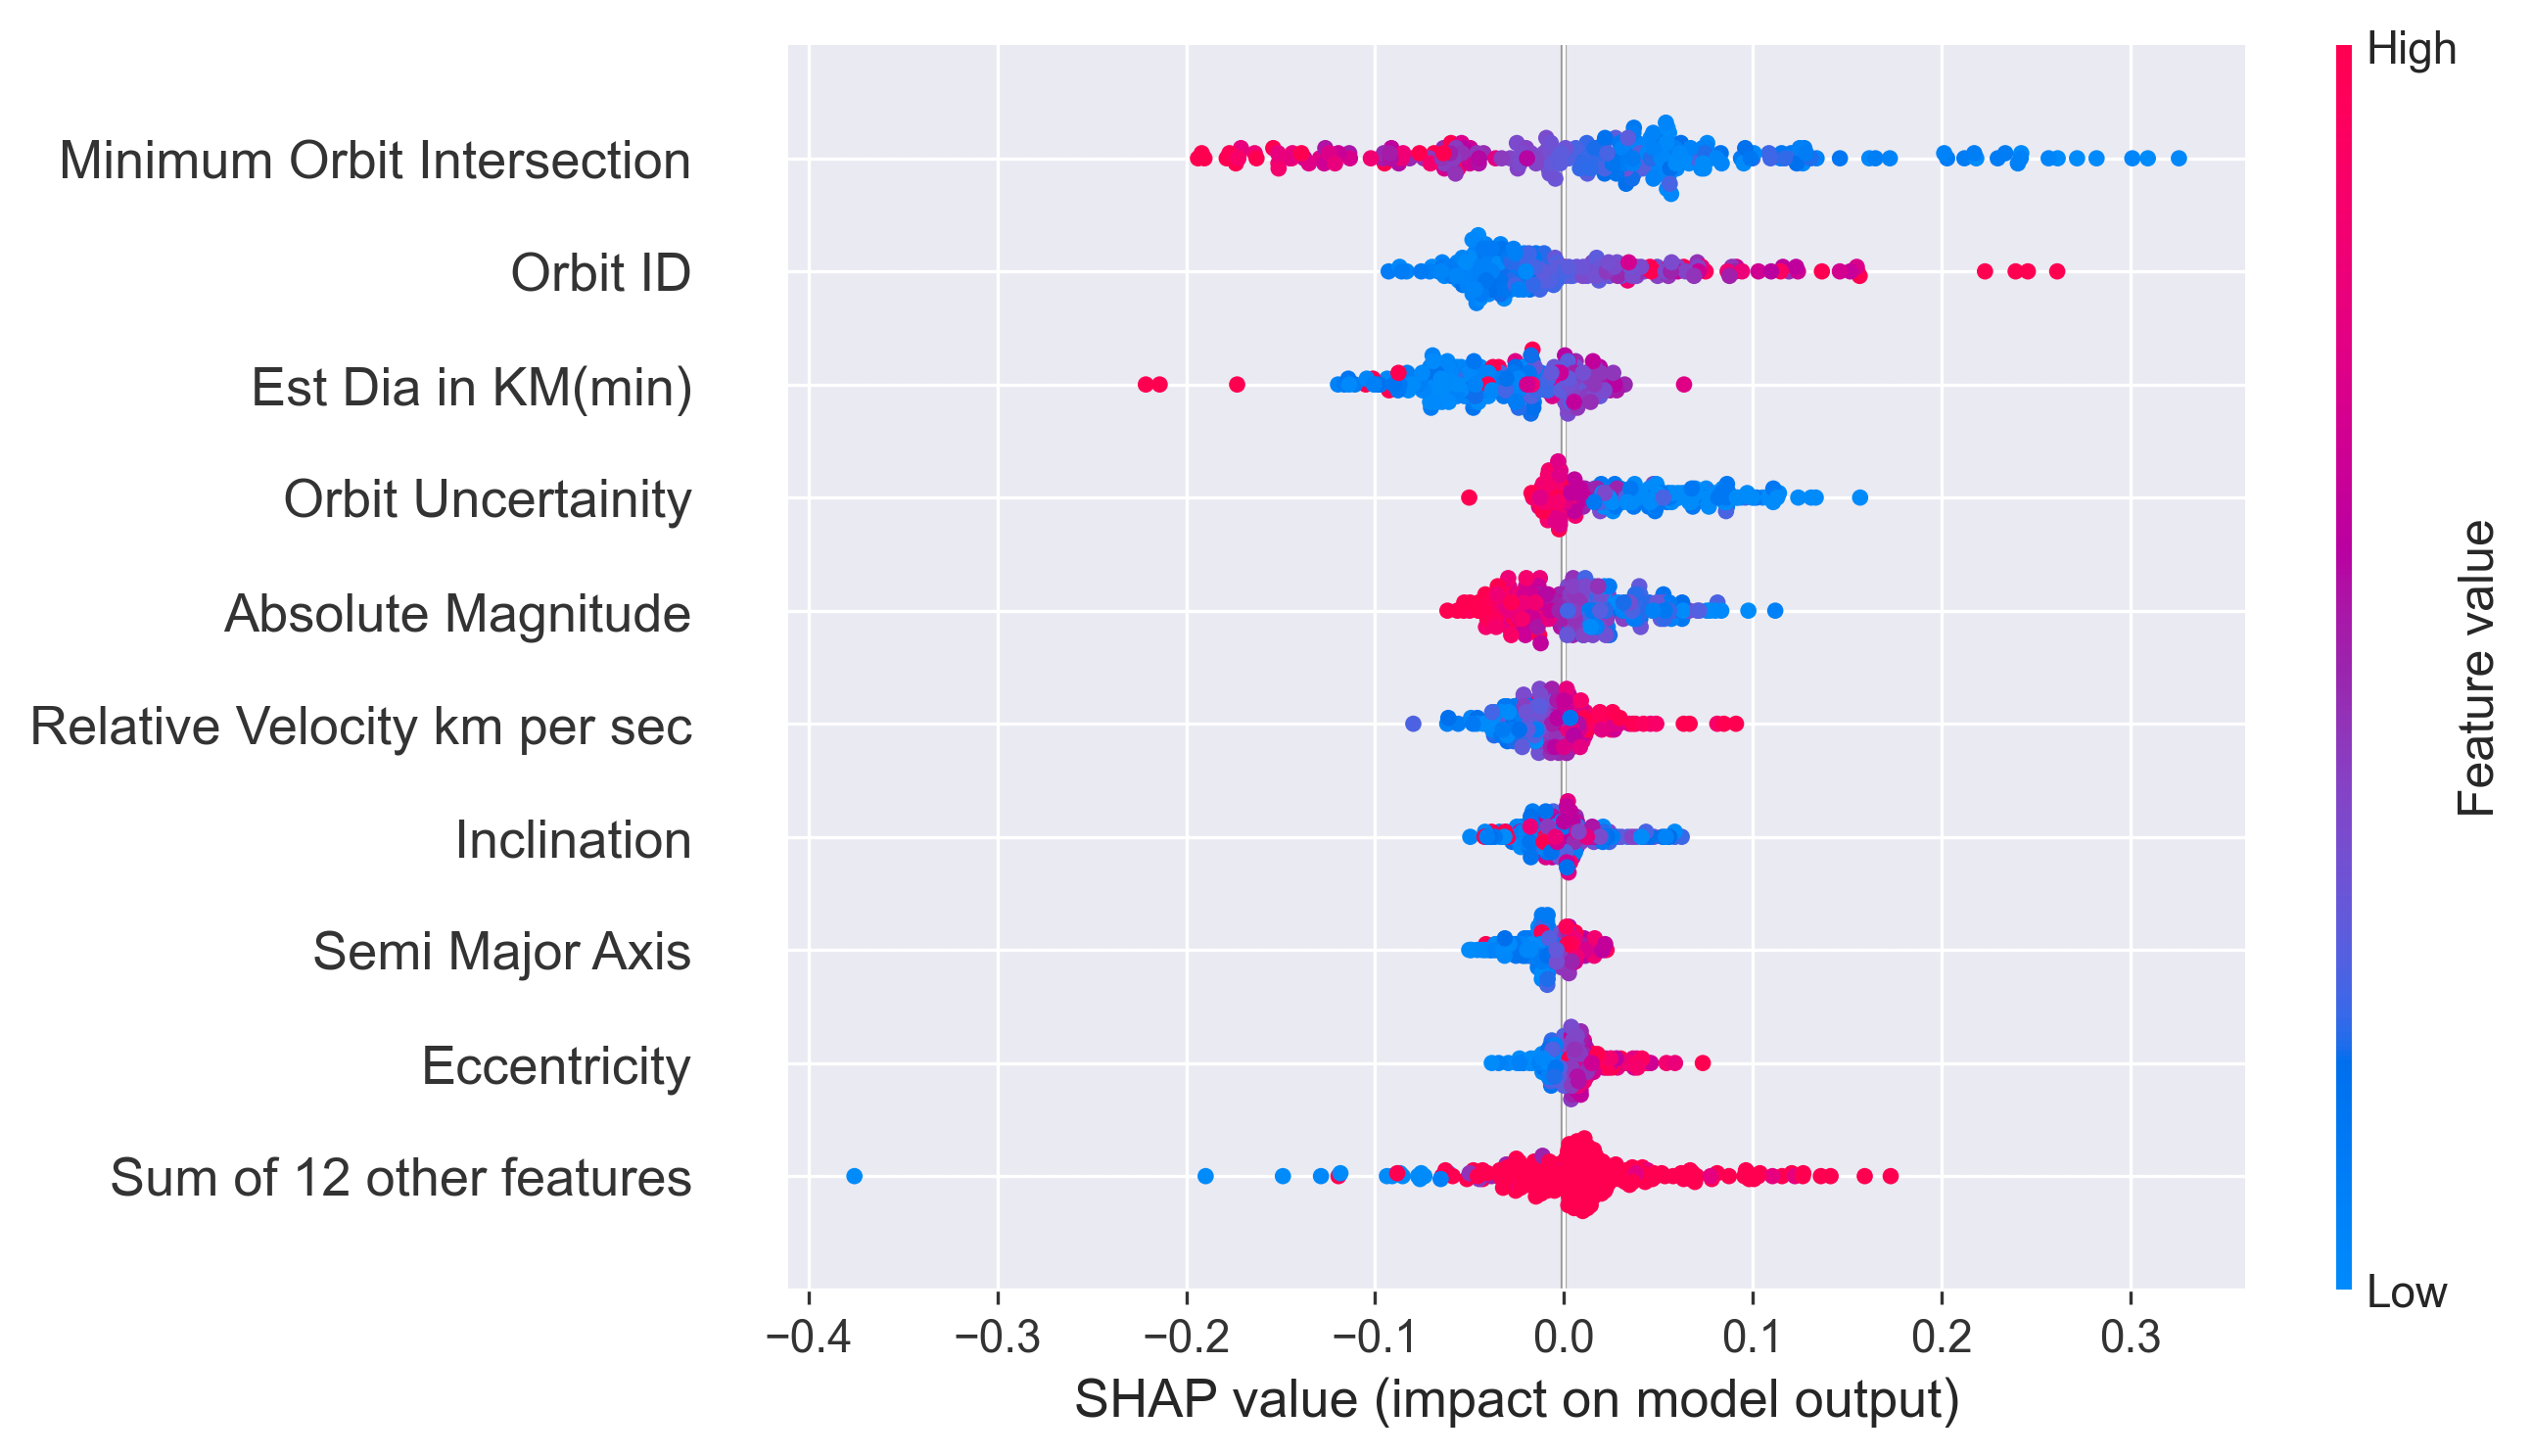 High
Minimum Orbit Intersection
Orbit ID
Est Dia in KM(min)
Orbit Uncertainity
Absolute Magnitude
Relative Velocity km per sec
Inclination
Semi Major Axis
Eccentricity
Sum of 12 other features
Feature value
Low
−0.4 −0.3 −0.2 −0.1 0.0 0.1 0.2 0.3
SHAP value (impact on model output)